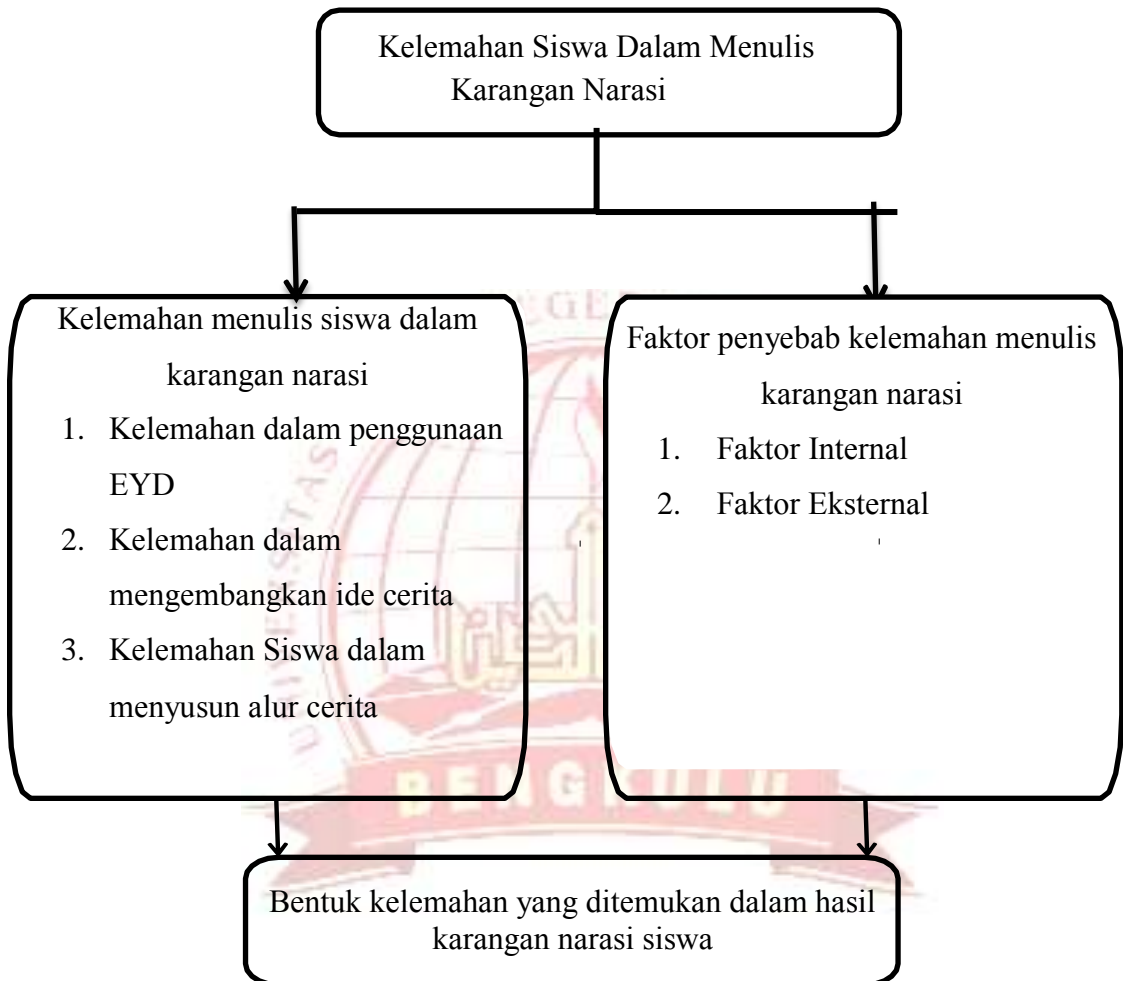 Kelemahan Siswa Dalam Menulis
Karangan Narasi
Kelemahan menulis siswa dalam
karangan narasi
1. Kelemahan dalam penggunaan
EYD
2. Kelemahan dalam
mengembangkan ide cerita
3. Kelemahan Siswa dalam
menyusun alur cerita
Faktor penyebab kelemahan menulis
karangan narasi
1. Faktor Internal
2. Faktor Eksternal
BENGKULU
Bentuk kelemahan yang ditemukan dalam hasil
karangan narasi siswa